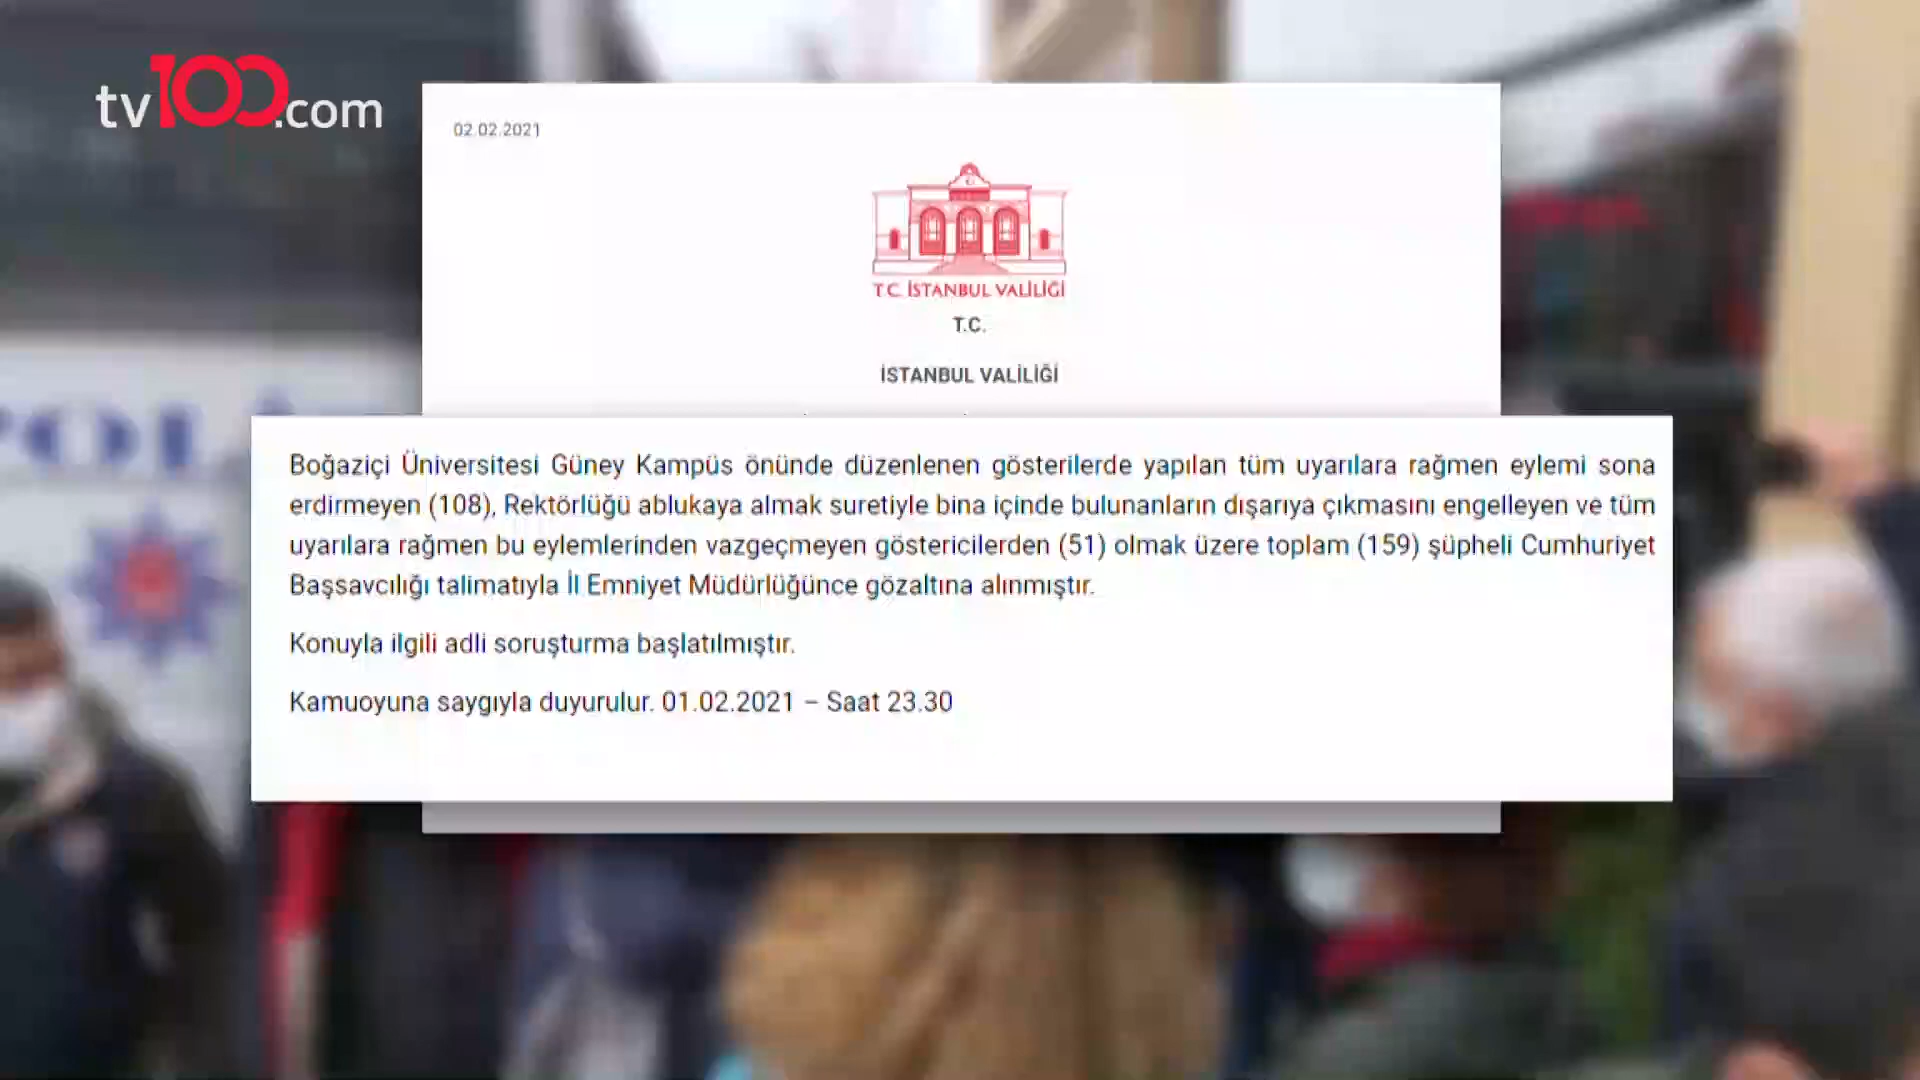 tv100.com
02.02.2021
T.C. İSTANBUL VALİLİĞİ
T.C.
İSTANBUL VALİLİĞİ
Boğaziçi Üniversitesi Güney Kampüs önünde düzenlenen gösterilerde yapılan tüm uyarılara rağmen eylemi sona
erdirmeyen (108), Rektörlüğü ablukaya almak suretiyle bina içinde bulunanların dışarıya çıkmasını engelleyen ve tüm
uyarılara rağmen bu eylemlerinden vazgeçmeyen göstericilerden (51) olmak üzere toplam (159) şüpheli Cumhuriyet
Başsavcılığı talimatıyla İl Emniyet Müdürlüğünce gözaltına alınmıştır.
Konuyla ilgili adli soruşturma başlatılmıştır.
Kamuoyuna saygıyla duyurulur. 01.02.2021 – Saat 23.30